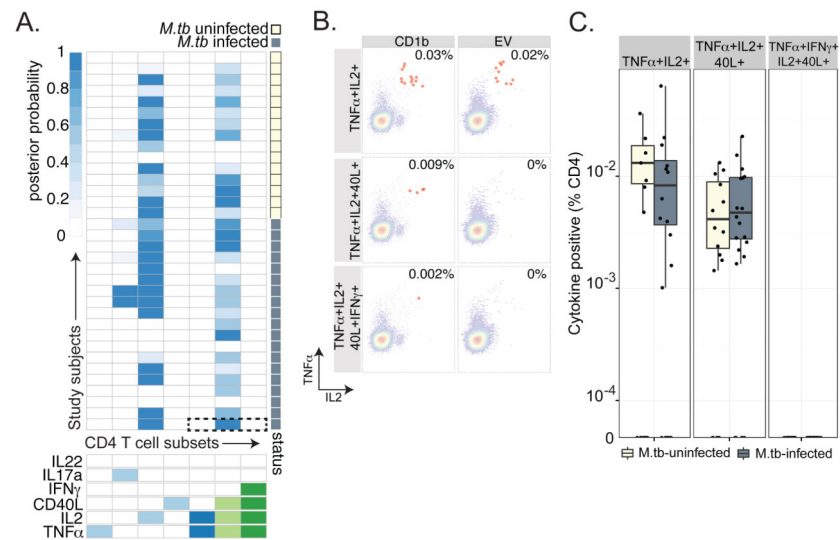 A.
M.tb uninfected
M.tb infected
posterior probability
1
0.8
0.6
0.4
0.2
0
Study subjects
CD4 T cell subsets
status
IL22
IL17a
IFNγ
CD40L
IL2
TNFα
B.
CD1b
EV
TNFα+IL2+
0.03%
0.02%
TNFα+IL2+40L+
0.009%
0%
TNFα+IL2+
40L+IFNγ+
0.002%
0%
TNFα
IL2
C.
TNFα+IL2+
TNFα+IL2+
40L+
TNFα+IFNγ+
IL2+40L+
Cytokine positive (% CD4)
10-2
10-3
10-4
0
M.tb-uninfected
M.tb-infected